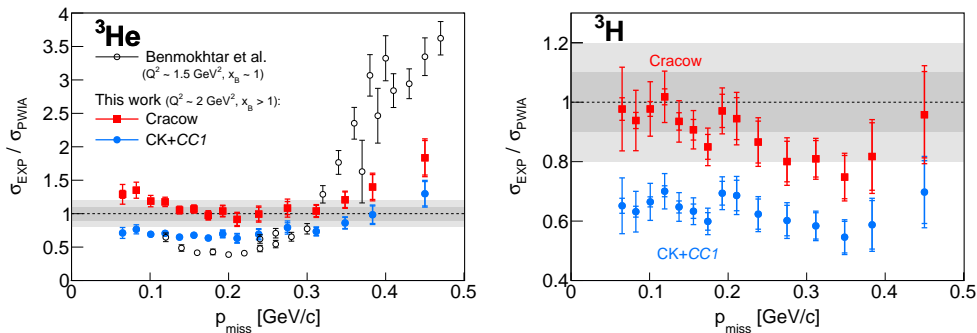 ³He
Benmokhtar et al.
(Q² ~ 1.5 GeV², x_B ~ 1)
This work (Q² ~ 2 GeV², x_B > 1):
Cracow
CK+CC1
σ_EXP / σ_PWIA
4
3.5
3
2.5
2
1.5
1
0.5
0
0 0.1 0.2 0.3 0.4 0.5
p_miss [GeV/c]
³H
Cracow
CK+CC1
σ_EXP / σ_PWIA
1.2
1
0.8
0.6
0.4
0 0.1 0.2 0.3 0.4 0.5
p_miss [GeV/c]